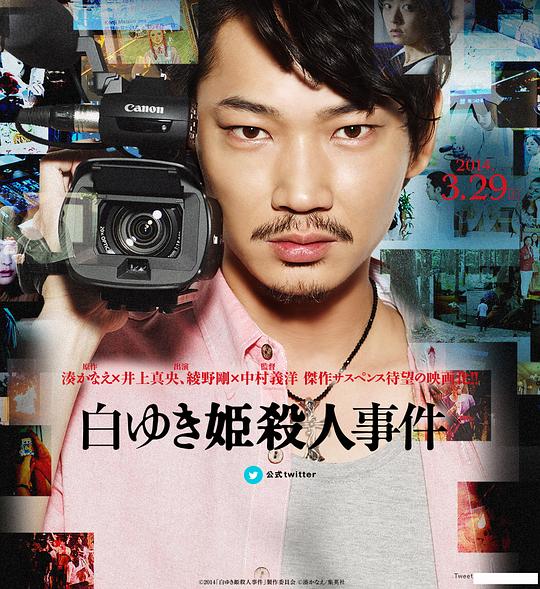 Canon
2014
3.29
原作 出演 監督
湊かなえ×井上真央、綾野剛×中村義洋 傑作サスペンス待望の映画化!!
白ゆき姫殺人事件
公式twitter
Tweet
©2014「白ゆき姫殺人事件」製作委員会 ©湊かなえ/集英社